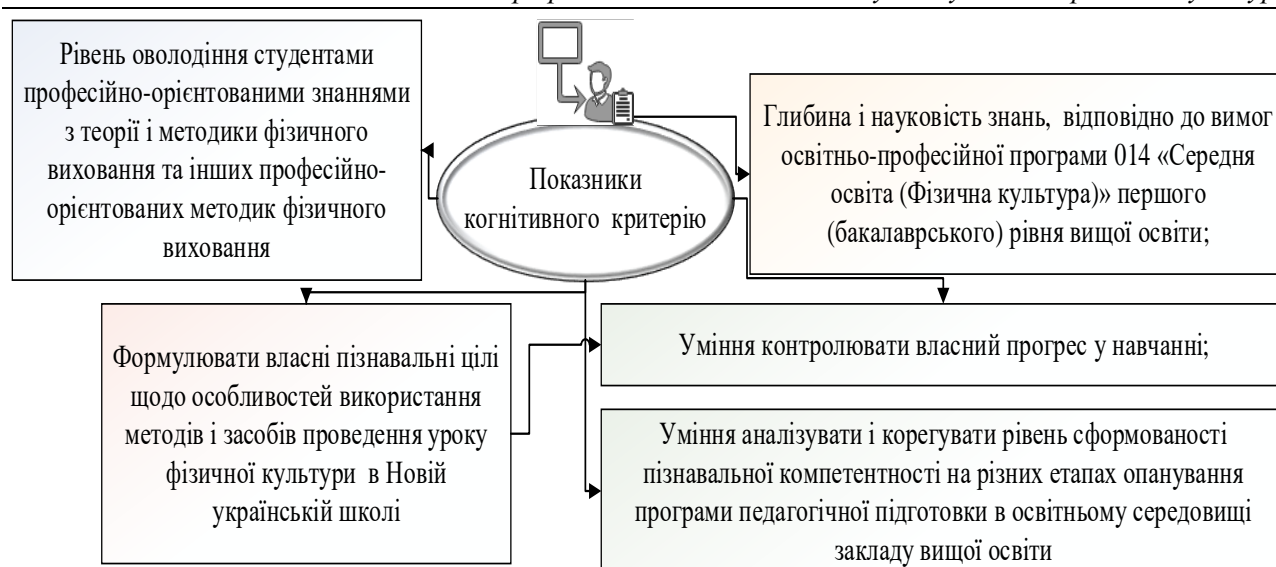 Рівень оволодіння студентами
професійно-орієнтованими знаннями
з теорії і методики фізичного
виховання та інших професійно-
орієнтованих методик фізичного
виховання
Показники
когнітивного критерію
Глибина і науковість знань, відповідно до вимог
освітньо-професійної програми 014 «Середня
освіта (Фізична культура)» першого
(бакалаврського) рівня вищої освіти;
Формулювати власні пізнавальні цілі
щодо особливостей використання
методів і засобів проведення уроку
фізичної культури в Новій
українській школі
Уміння контролювати власний прогрес у навчанні;
Уміння аналізувати і корегувати рівень сформованості
пізнавальної компетентності на різних етапах опанування
програми педагогічної підготовки в освітньому середовищі
закладу вищої освіти